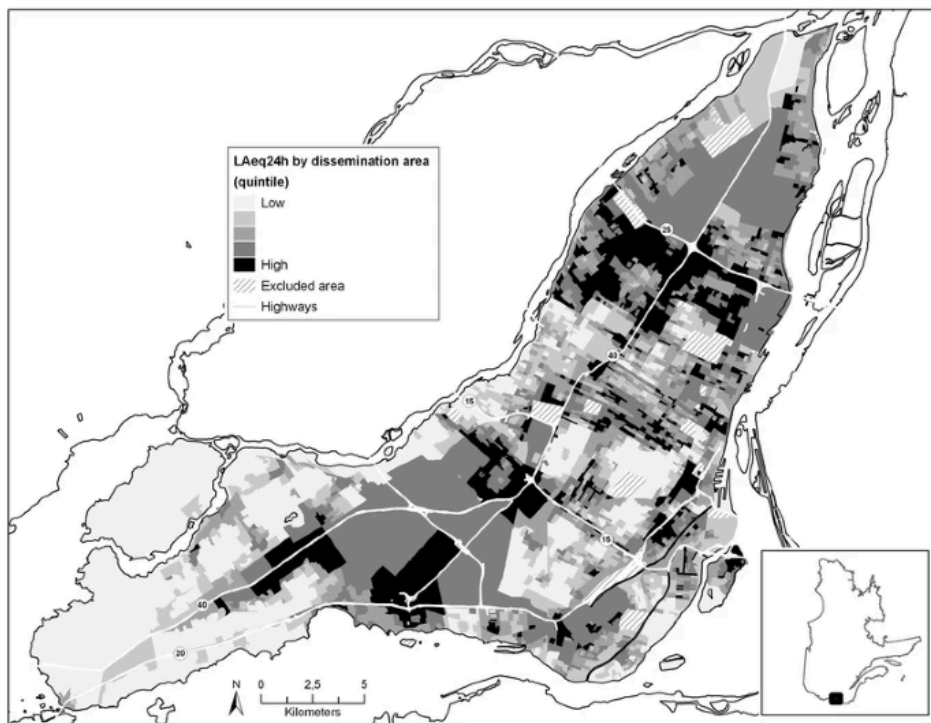 LAeq24h by dissemination area
(quintile)
Low
High
Excluded area
Highways
25
40
15
15
40
20
N
0 2,5 5
Kilometers